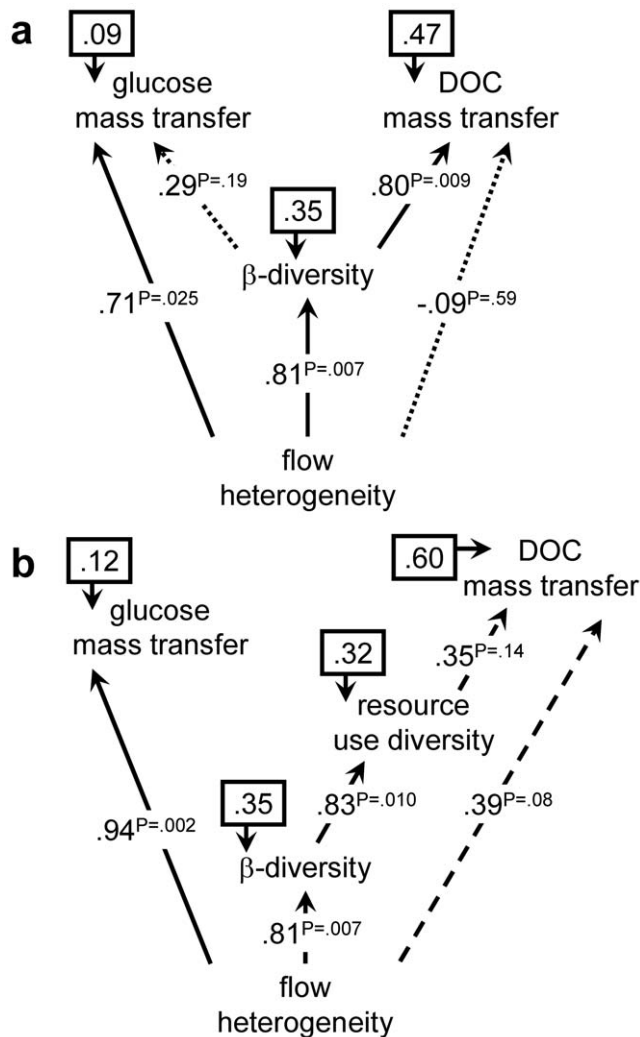 a
.09
.47
glucose
mass transfer
DOC
mass transfer
.29P=.19
.80P=.009
.35
β-diversity
.71P=.025
-.09P=.59
.81P=.007
flow
heterogeneity
b
.12
.60
DOC
mass transfer
glucose
mass transfer
.32
.35P=.14
resource
use diversity
.35
.83P=.010
.39P=.08
.94P=.002
β-diversity
.81P=.007
flow
heterogeneity